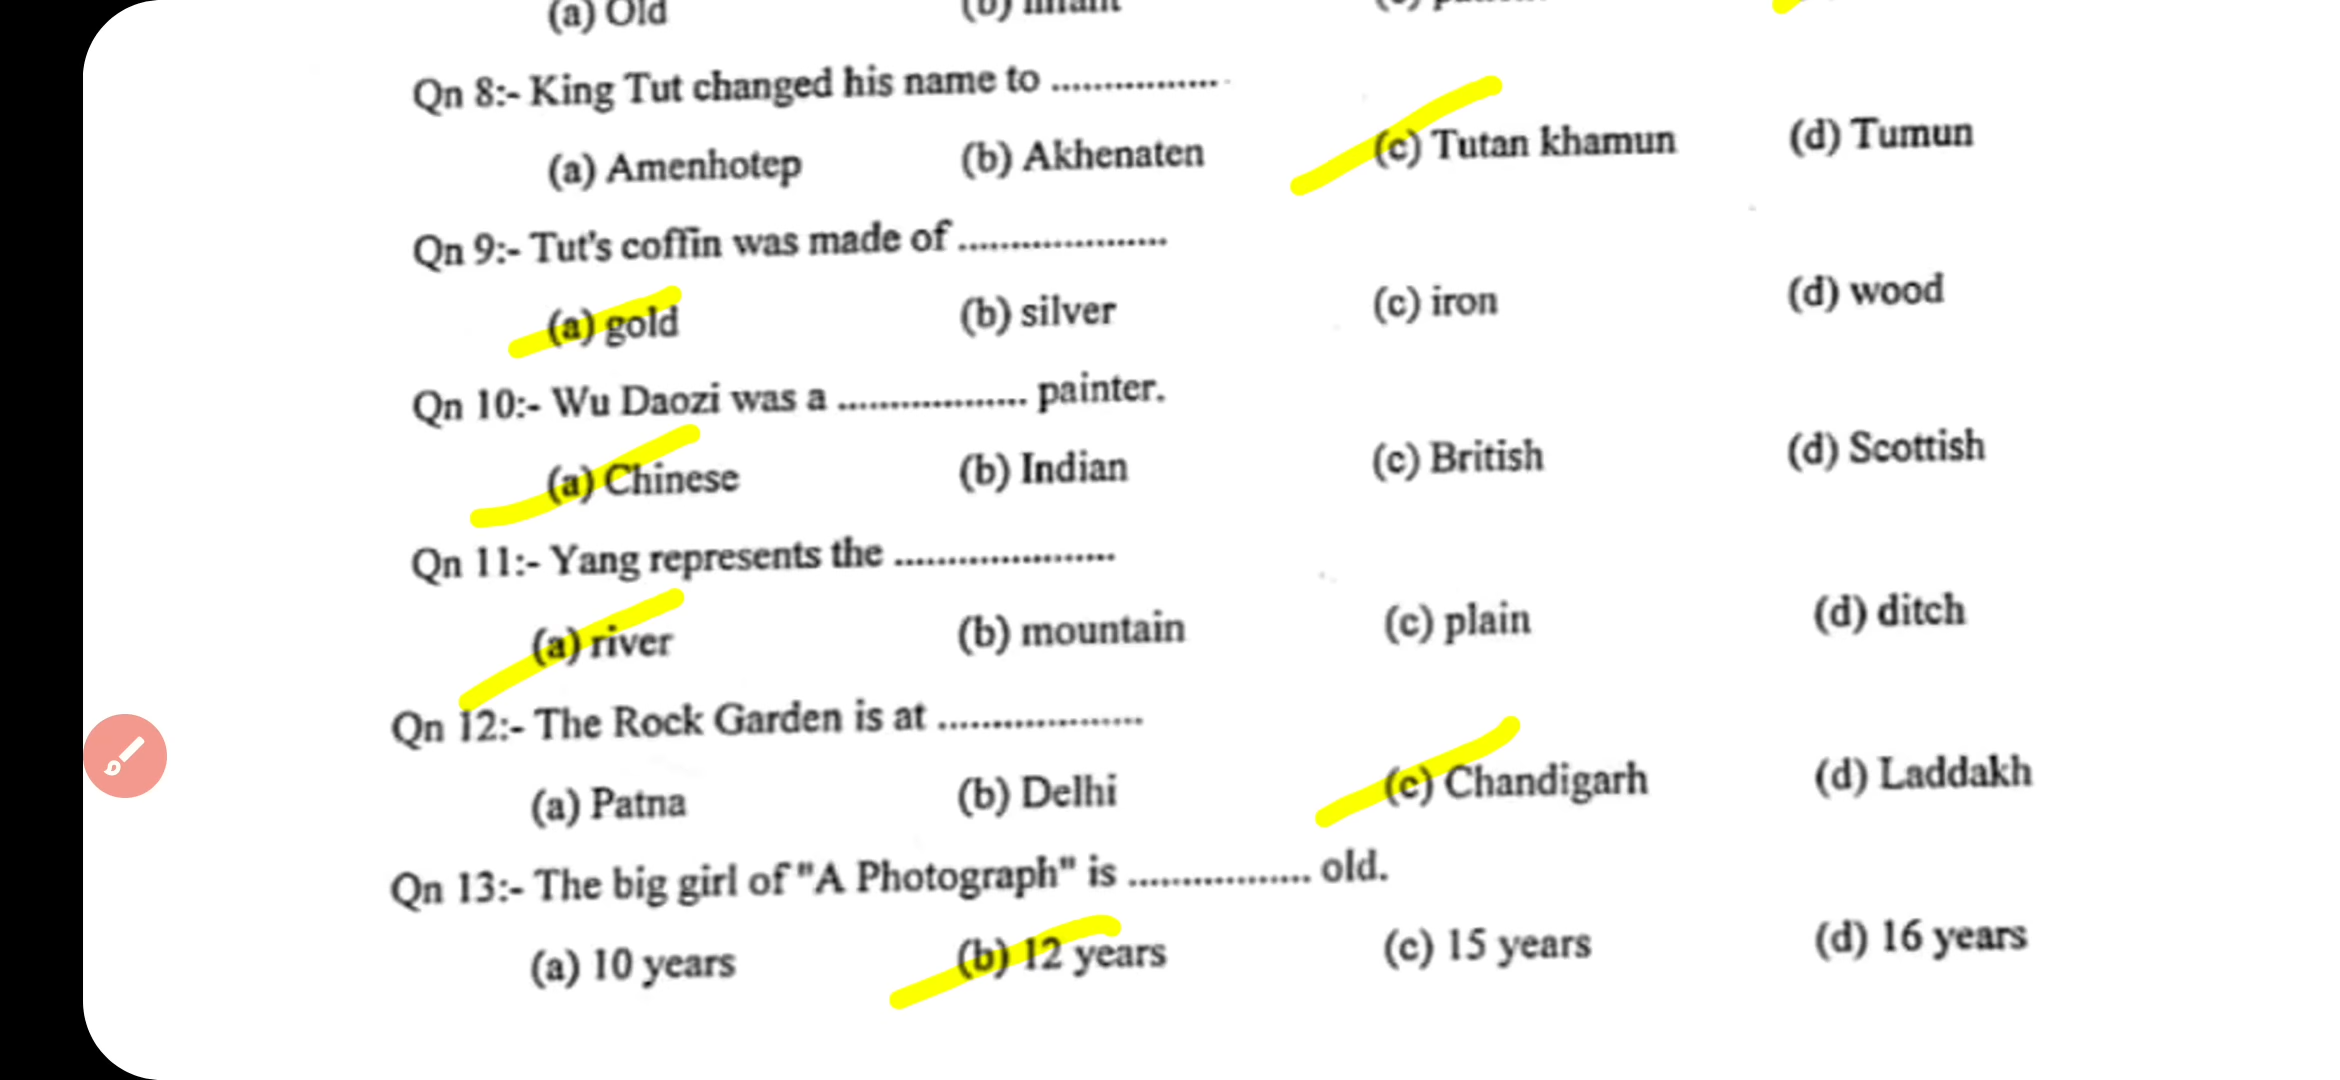 (a) Old
Qn 8:- King Tut changed his name to ................
(a) Amenhotep (b) Akhenaten (c) Tutan khamun (d) Tumun
Qn 9:- Tut's coffin was made of ....................
(a) gold (b) silver (c) iron (d) wood
Qn 10:- Wu Daozi was a .................. painter.
(a) Chinese (b) Indian (c) British (d) Scottish
Qn 11:- Yang represents the .....................
(a) river (b) mountain (c) plain (d) ditch
Qn 12:- The Rock Garden is at ....................
(a) Patna (b) Delhi (c) Chandigarh (d) Laddakh
Qn 13:- The big girl of "A Photograph" is ................. old.
(a) 10 years (b) 12 years (c) 15 years (d) 16 years